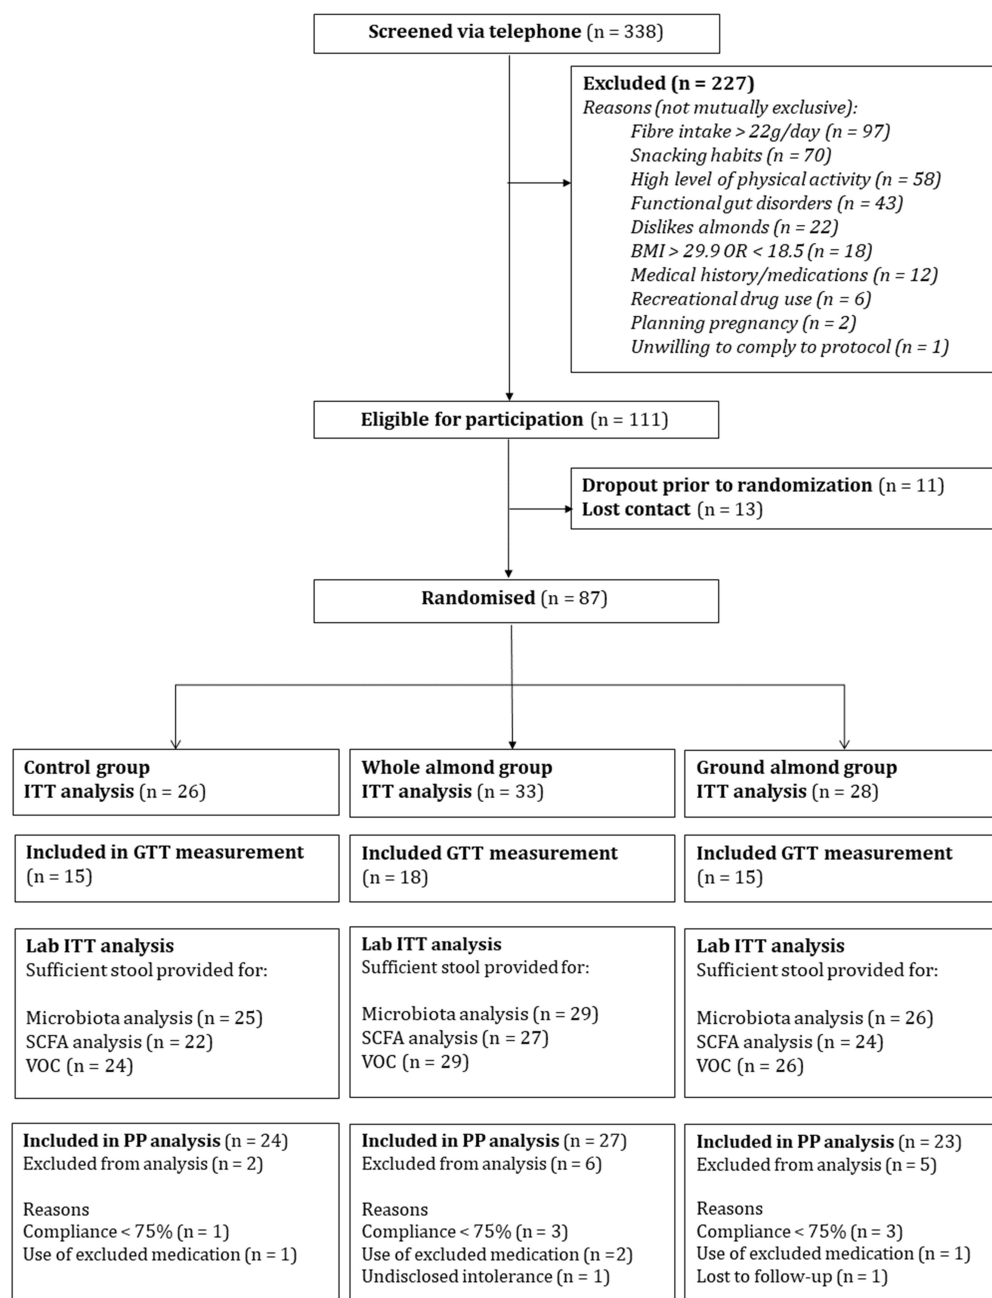 Screened via telephone (n = 338)
Excluded (n = 227)
Reasons (not mutually exclusive):
Fibre intake > 22g/day (n = 97)
Snacking habits (n = 70)
High level of physical activity (n = 58)
Functional gut disorders (n = 43)
Dislikes almonds (n = 22)
BMI > 29.9 OR < 18.5 (n = 18)
Medical history/medications (n = 12)
Recreational drug use (n = 6)
Planning pregnancy (n = 2)
Unwilling to comply to protocol (n = 1)
Eligible for participation (n = 111)
Dropout prior to randomization (n = 11)
Lost contact (n = 13)
Randomised (n = 87)
Control group
ITT analysis (n = 26)
Included in GTT measurement
(n = 15)
Lab ITT analysis
Sufficient stool provided for:
Microbiota analysis (n = 25)
SCFA analysis (n = 22)
VOC (n = 24)
Included in PP analysis (n = 24)
Excluded from analysis (n = 2)
Reasons
Compliance < 75% (n = 1)
Use of excluded medication (n = 1)
Whole almond group
ITT analysis (n = 33)
Included GTT measurement
(n = 18)
Lab ITT analysis
Sufficient stool provided for:
Microbiota analysis (n = 29)
SCFA analysis (n = 27)
VOC (n = 29)
Included in PP analysis (n = 27)
Excluded from analysis (n = 6)
Reasons
Compliance < 75% (n = 3)
Use of excluded medication (n =2)
Undisclosed intolerance (n = 1)
Ground almond group
ITT analysis (n = 28)
Included GTT measurement
(n = 15)
Lab ITT analysis
Sufficient stool provided for:
Microbiota analysis (n = 26)
SCFA analysis (n = 24)
VOC (n = 26)
Included in PP analysis (n = 23)
Excluded from analysis (n = 5)
Reasons
Compliance < 75% (n = 3)
Use of excluded medication (n = 1)
Lost to follow-up (n = 1)